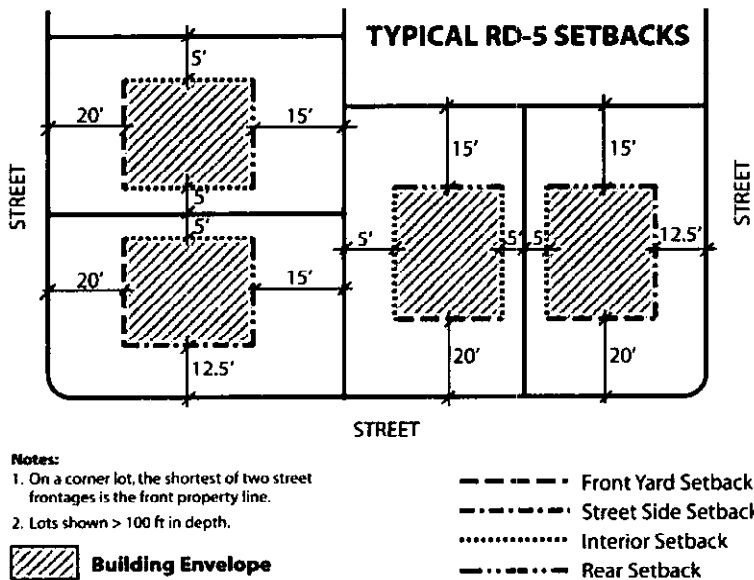 TYPICAL RD-5 SETBACKS
5'
20'
15'
5'
5'
20'
15'
12.5'
15'
15'
5'
5'
5'
12.5'
20'
20'
STREET
STREET
STREET
Notes:
1. On a corner lot, the shortest of two street
frontages is the front property line.
2. Lots shown > 100 ft in depth.
Building Envelope
Front Yard Setback
Street Side Setback
Interior Setback
Rear Setback